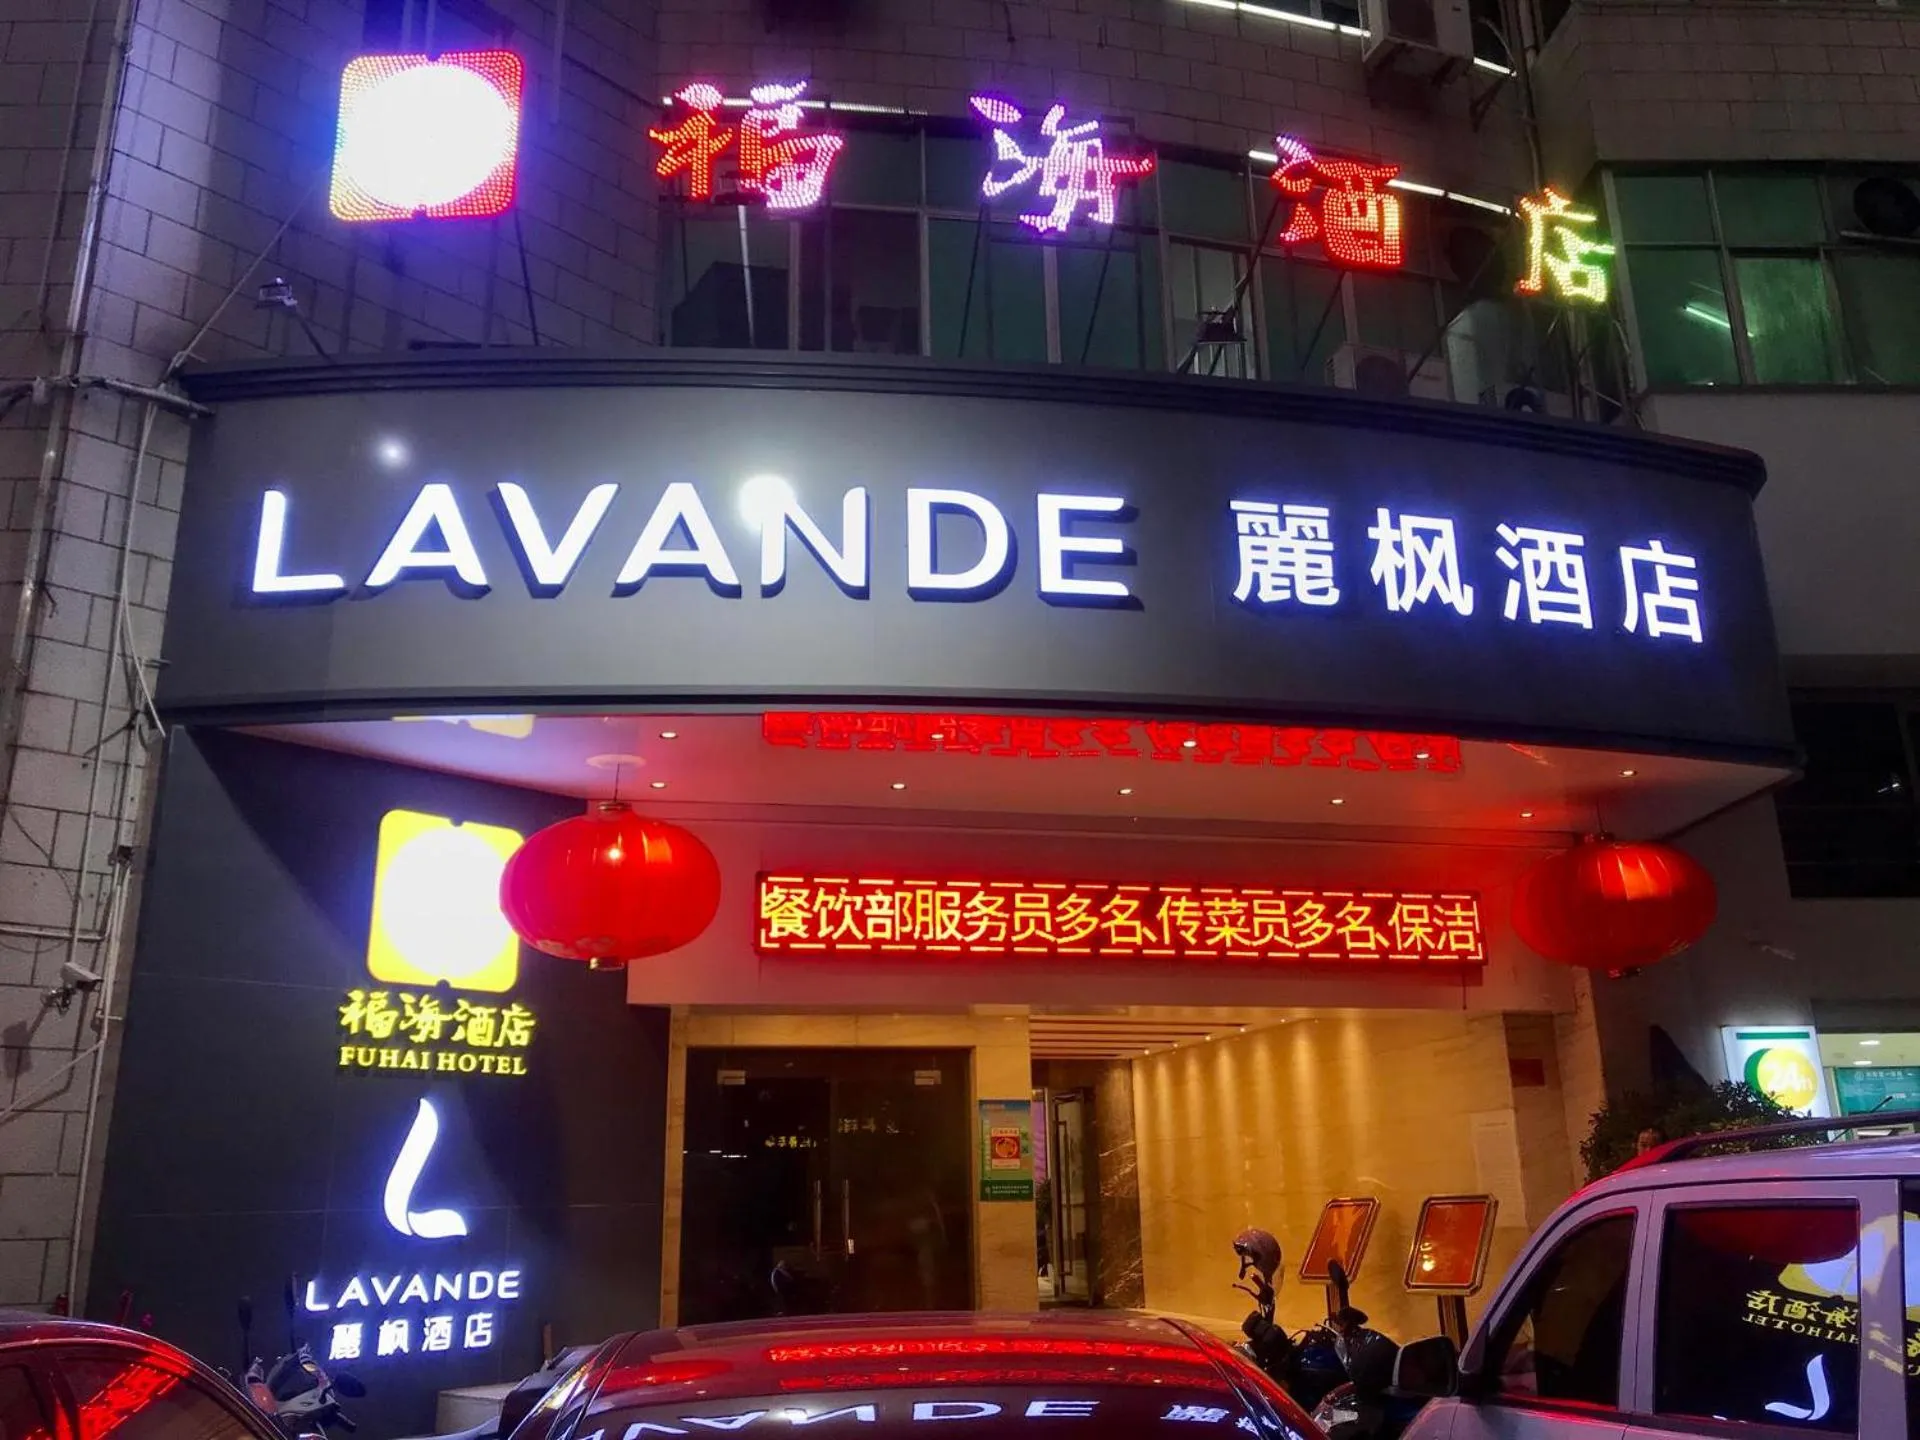 福海酒店
LAVANDE 麗枫酒店
餐饮部服务员多名、传菜员多名、保洁
福海酒店
FUHAI HOTEL
LAVANDE
麗枫酒店
24